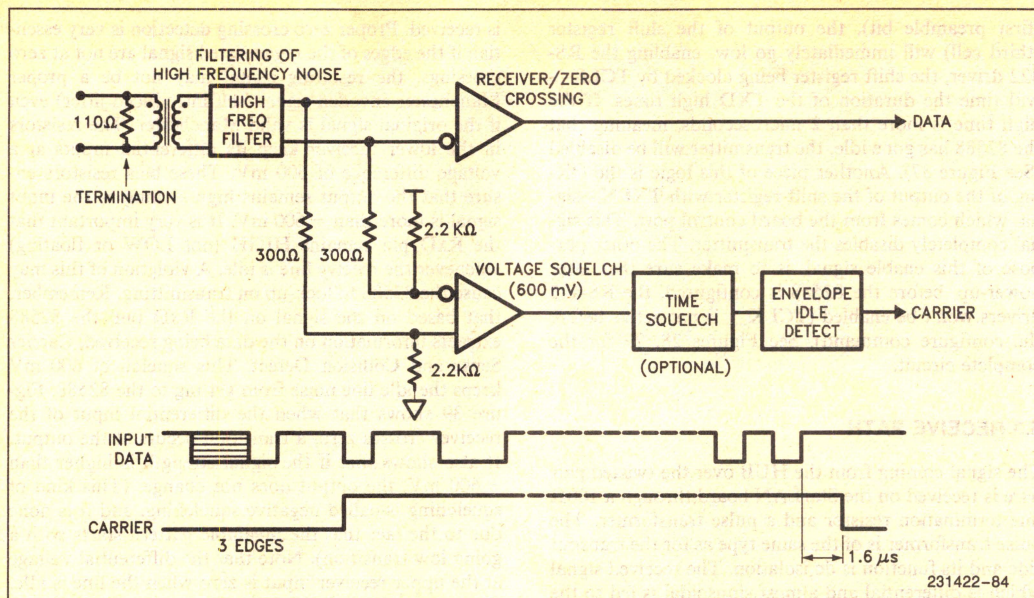 FILTERING OF
HIGH FREQUENCY NOISE
HIGH
FREQ
FILTER
110Ω
TERMINATION
RECEIVER/ZERO
CROSSING
DATA
300Ω
300Ω
2.2 KΩ
2.2KΩ
VOLTAGE SQUELCH
(600 mV)
TIME
SQUELCH
(OPTIONAL)
ENVELOPE
IDLE
DETECT
CARRIER
INPUT
DATA
CARRIER
3 EDGES
1.6 μs
231422–84